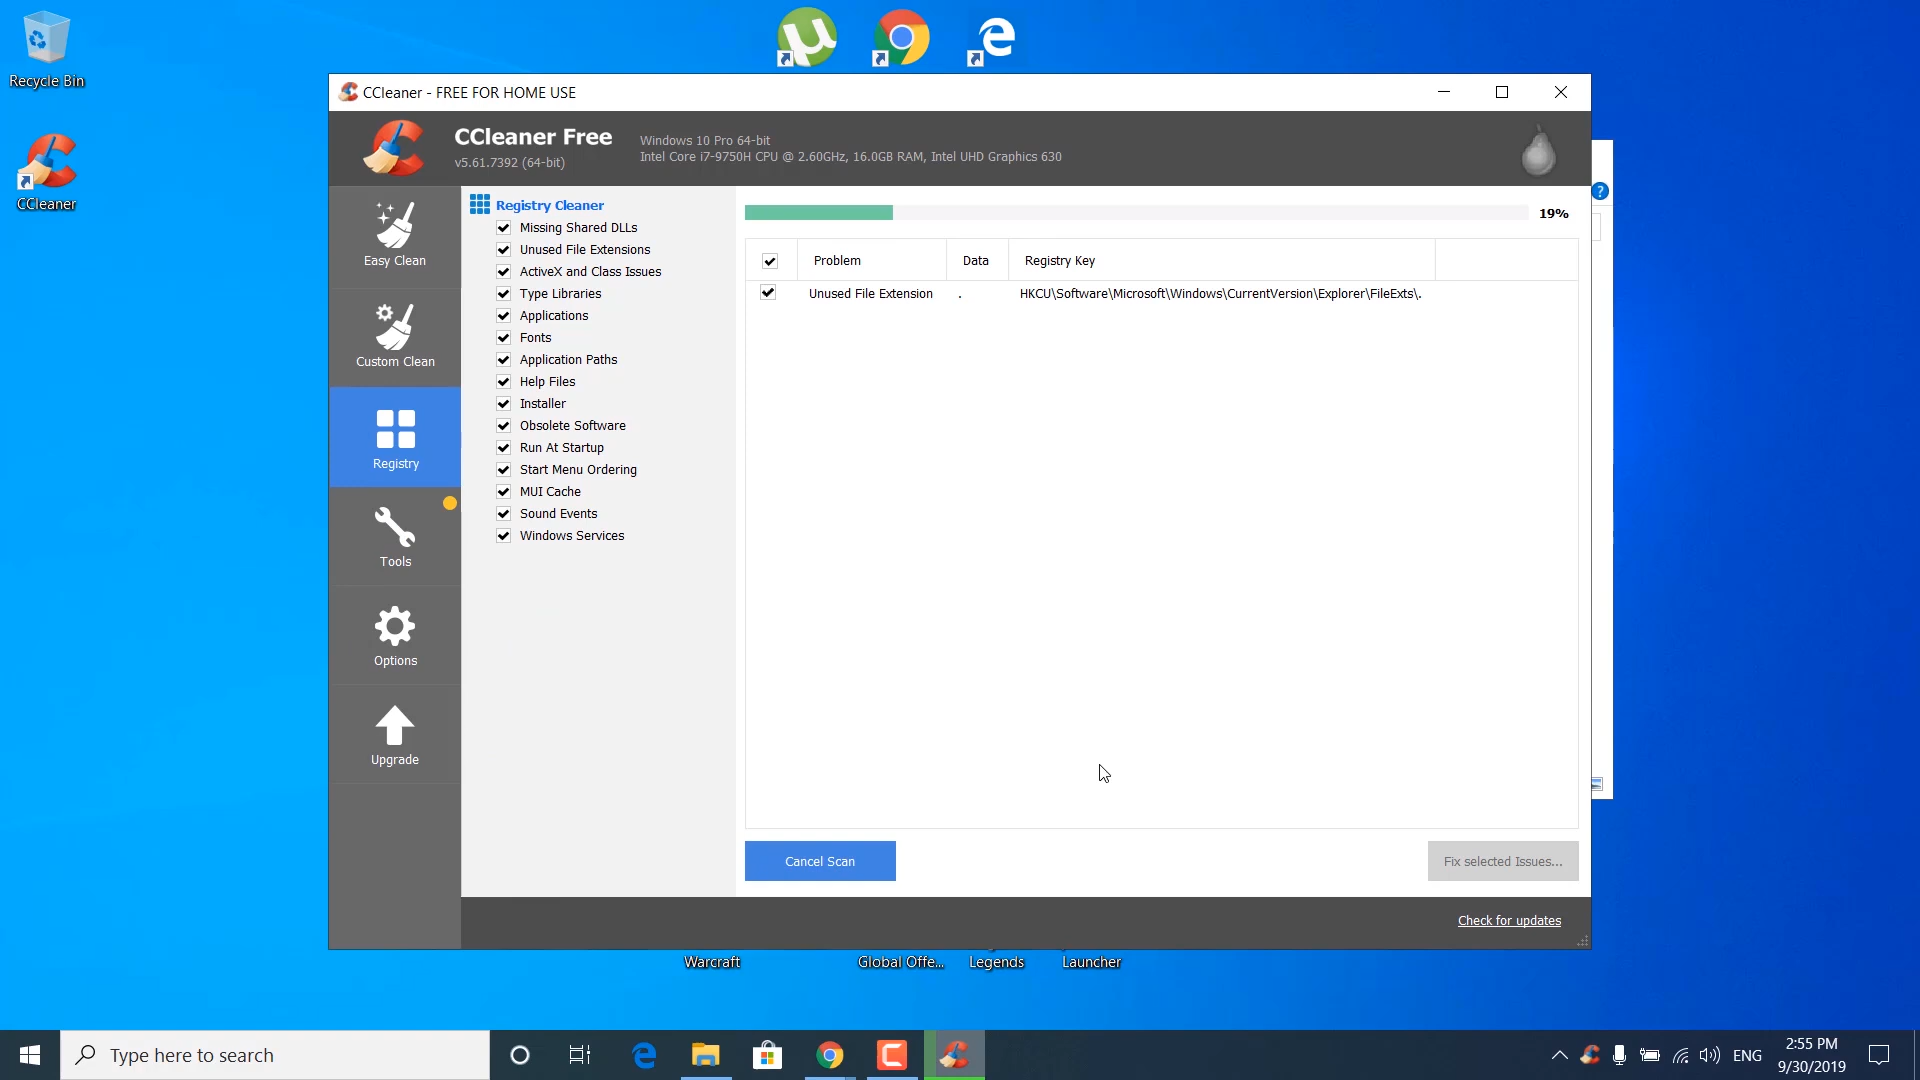 Recycle Bin
CCleaner
CCleaner - FREE FOR HOME USE
CCleaner Free
v5.61.7392 (64-bit)
Windows 10 Pro 64-bit
Intel Core i7-9750H CPU @ 2.60GHz, 16.0GB RAM, Intel UHD Graphics 630
Easy Clean
Custom Clean
Registry
Tools
Options
Upgrade
Registry Cleaner
Missing Shared DLLs
Unused File Extensions
ActiveX and Class Issues
Type Libraries
Applications
Fonts
Application Paths
Help Files
Installer
Obsolete Software
Run At Startup
Start Menu Ordering
MUI Cache
Sound Events
Windows Services
19%
Problem Data Registry Key
Unused File Extension . HKCU\Software\Microsoft\Windows\CurrentVersion\Explorer\FileExts\.
Cancel Scan
Fix selected Issues...
Check for updates
Warcraft
Global Offe...
Legends
Launcher
Type here to search
ENG
2:55 PM
9/30/2019